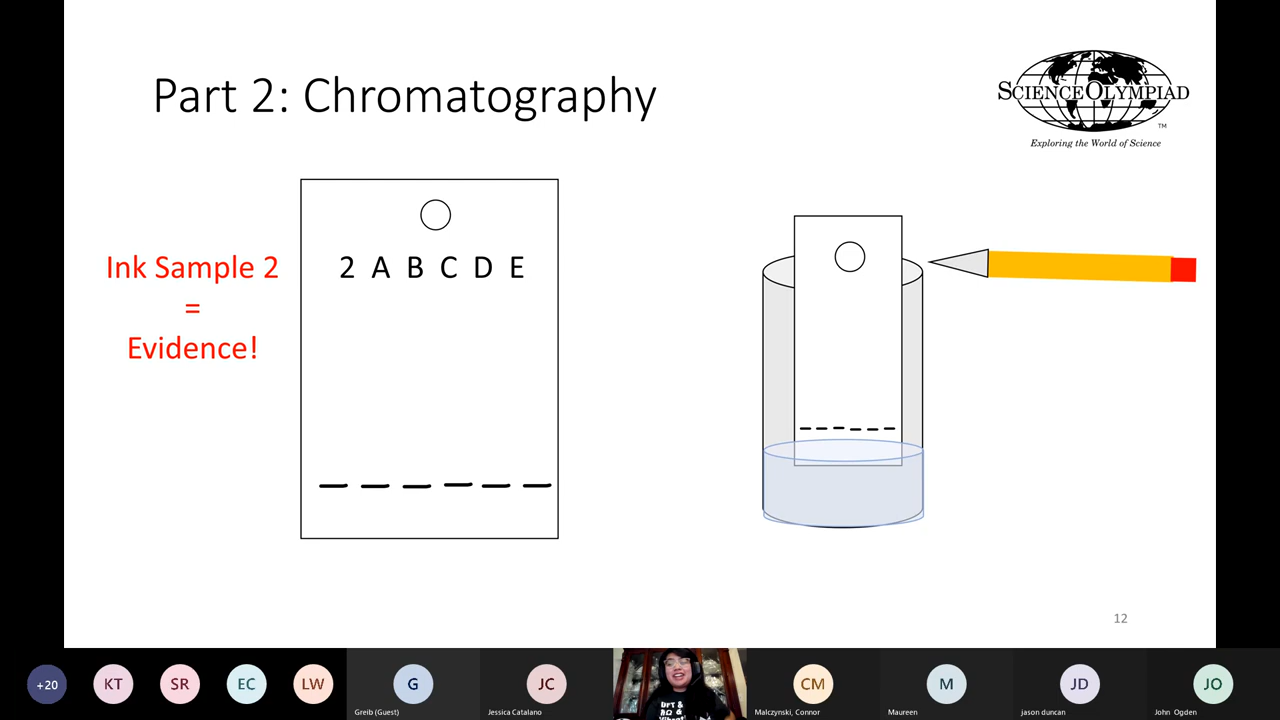 Part 2: Chromatography
SCIENCE OLYMPIAD
TM
Exploring the World of Science
Ink Sample 2
=
Evidence!
2 A B C D E
12
+20
KT
SR
EC
LW
G
Greib (Guest)
JC
Jessica Catalano
CM
Malczynski, Connor
M
Maureen
JD
jason duncan
JO
John Ogden